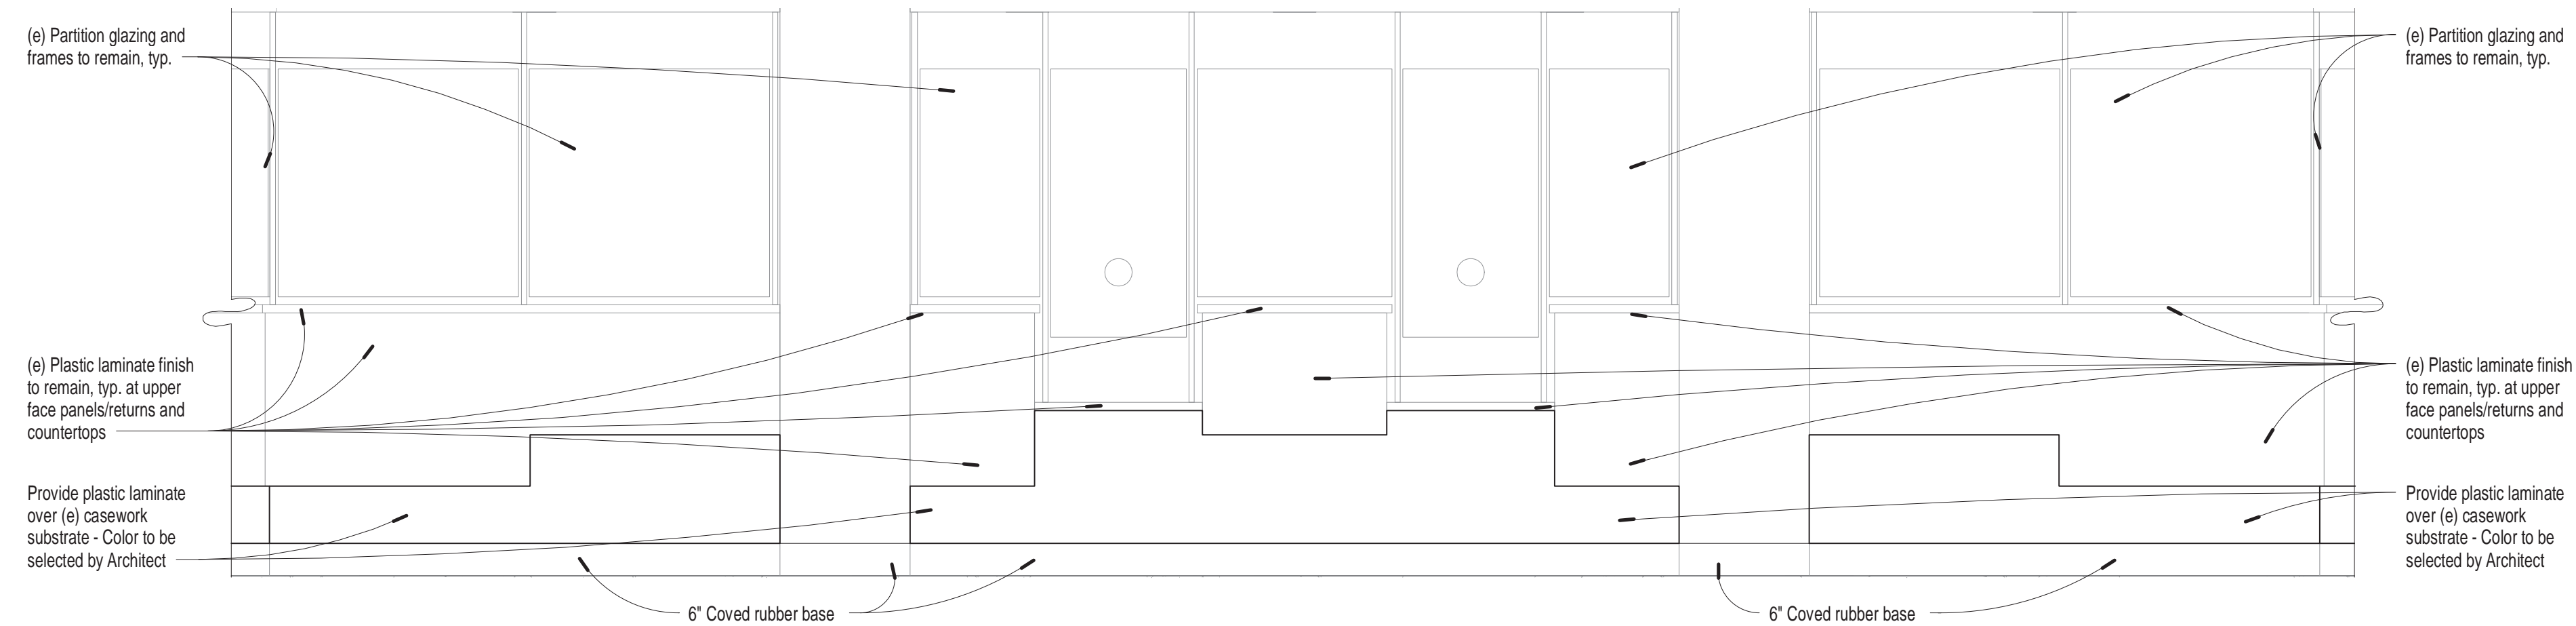 (e) Partition glazing and
frames to remain, typ.
(e) Partition glazing and
frames to remain, typ.
(e) Plastic laminate finish
to remain, typ. at upper
face panels/returns and
countertops
(e) Plastic laminate finish
to remain, typ. at upper
face panels/returns and
countertops
Provide plastic laminate
over (e) casework
substrate - Color to be
selected by Architect
Provide plastic laminate
over (e) casework
substrate - Color to be
selected by Architect
6" Coved rubber base
6" Coved rubber base